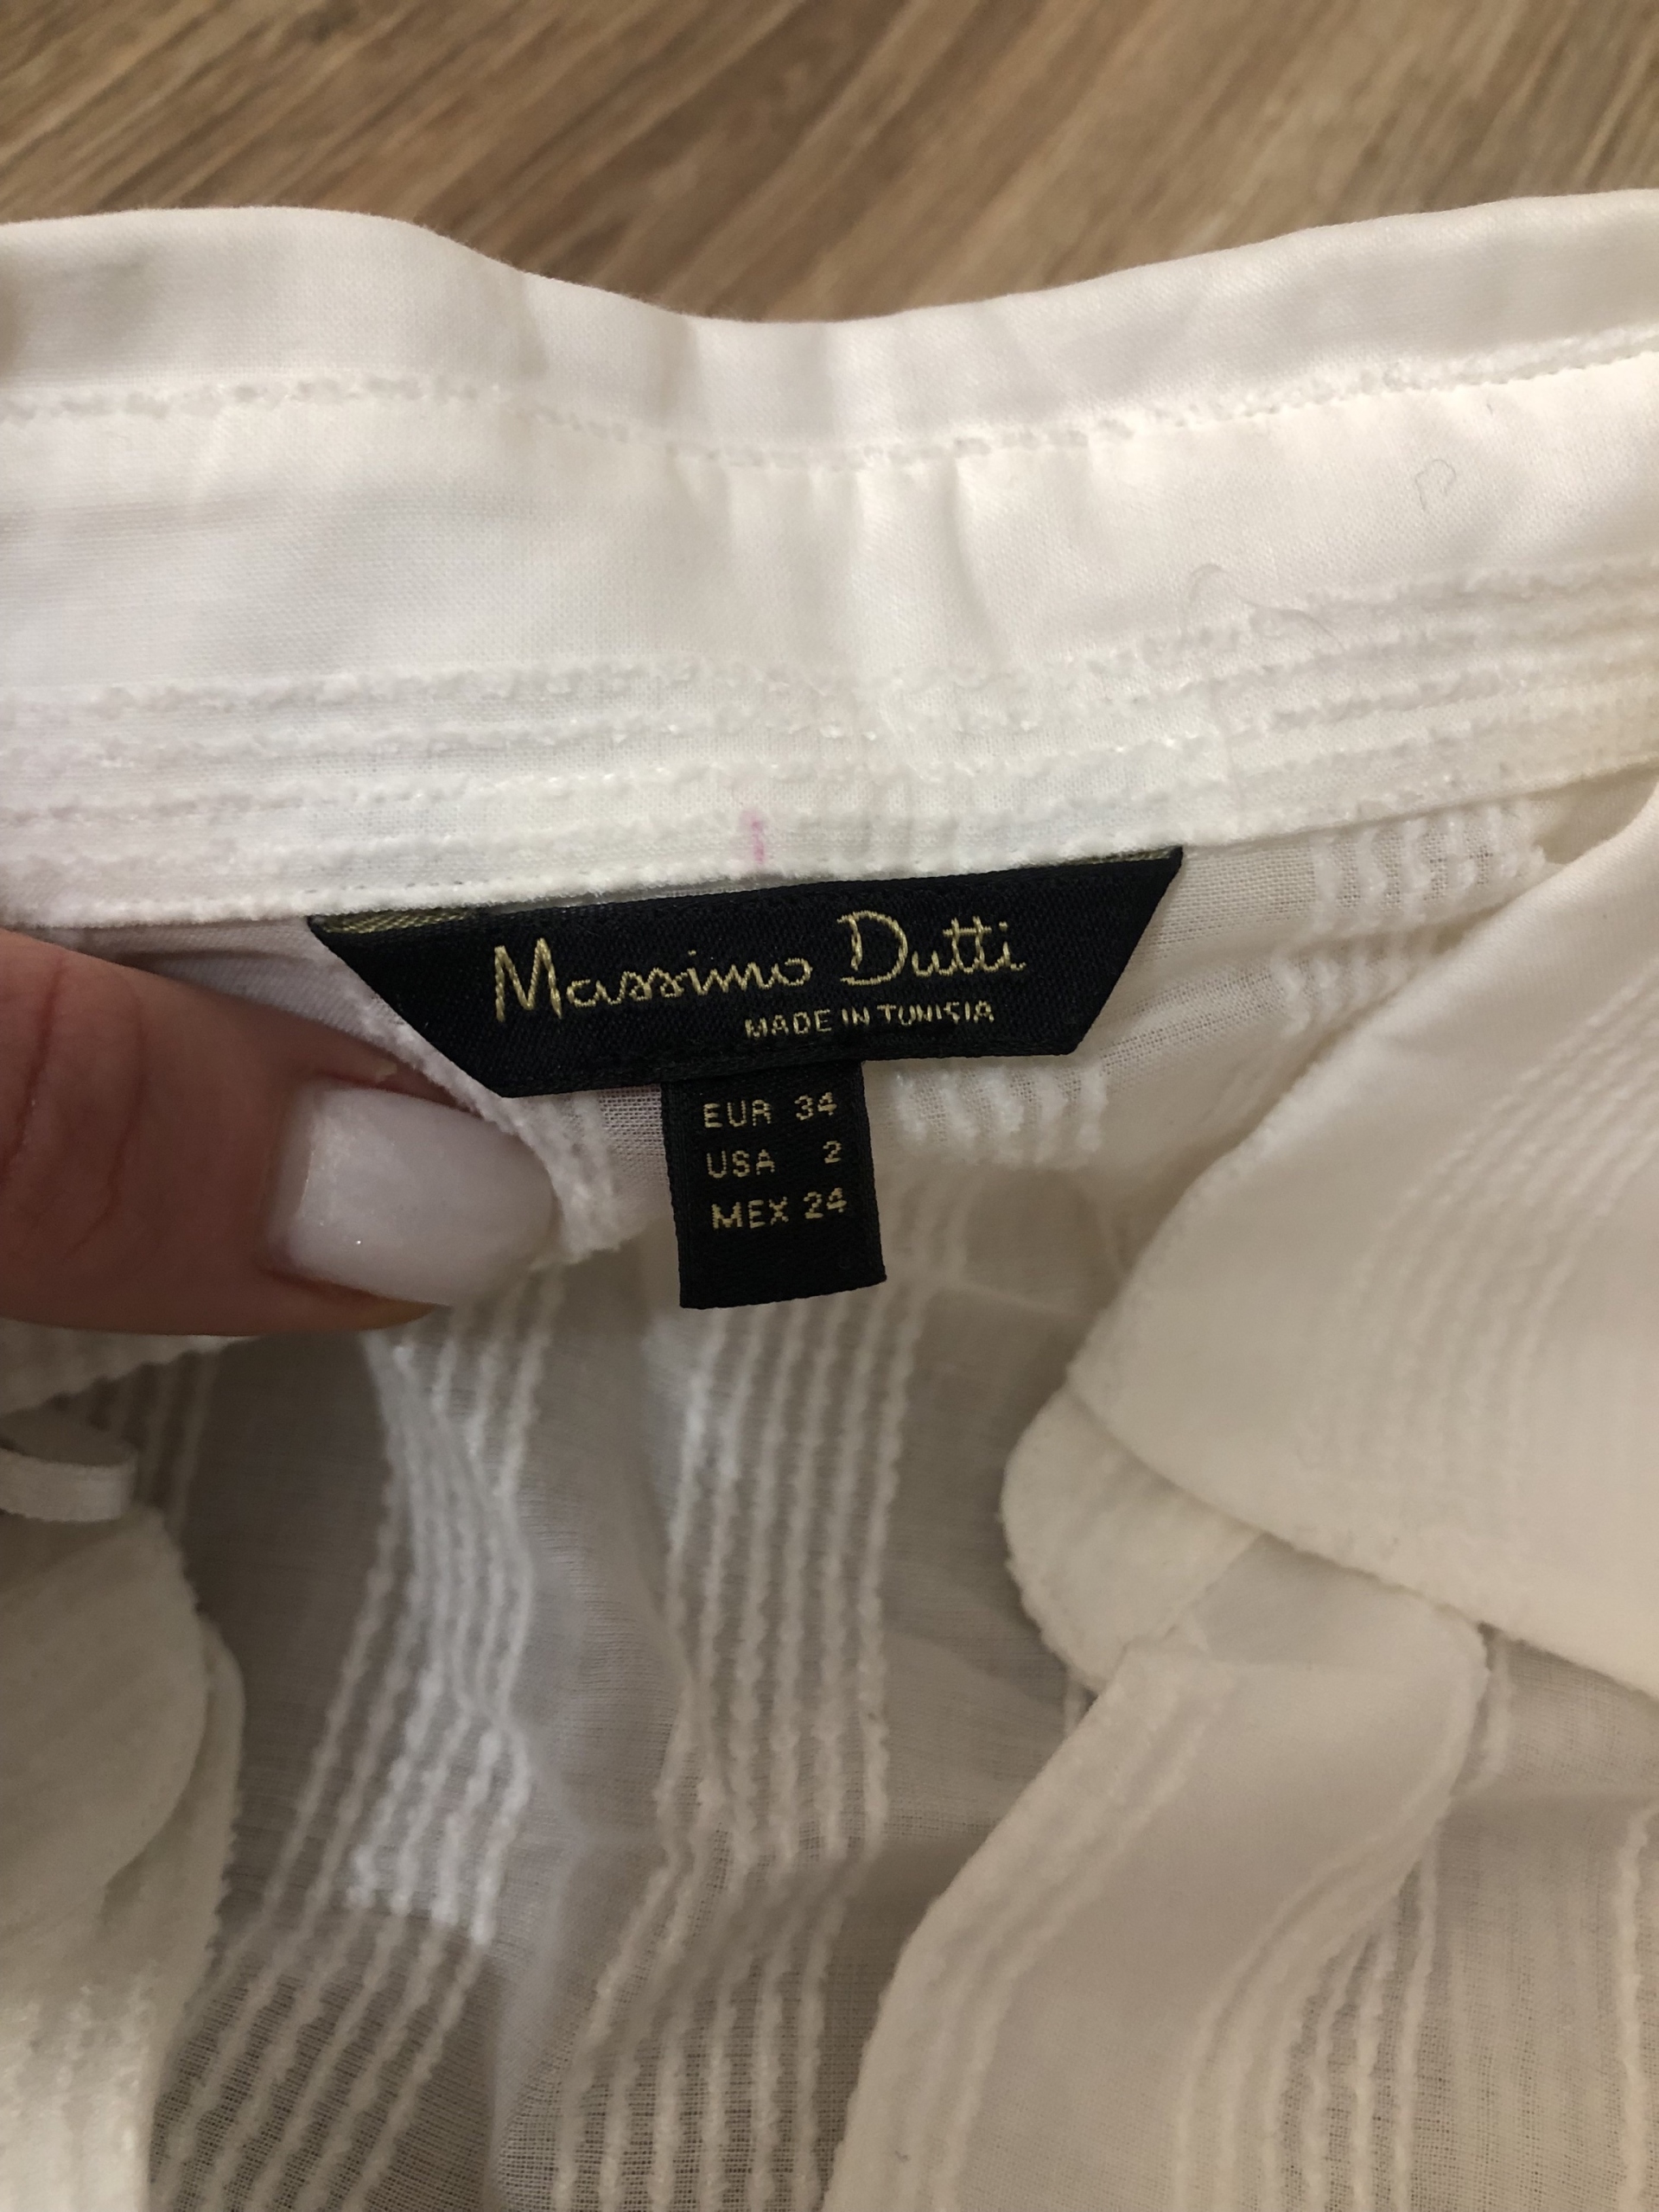 Massimo Dutti
MADE IN TUNISIA
EUR 34
USA 2
MEX 24